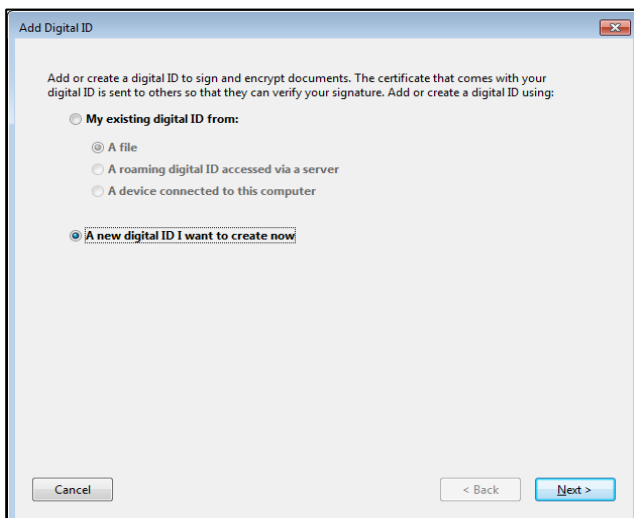 Add Digital ID
Add or create a digital ID to sign and encrypt documents. The certificate that comes with your
digital ID is sent to others so that they can verify your signature. Add or create a digital ID using:
My existing digital ID from:
A file
A roaming digital ID accessed via a server
A device connected to this computer
A new digital ID I want to create now
Cancel
< Back
Next >